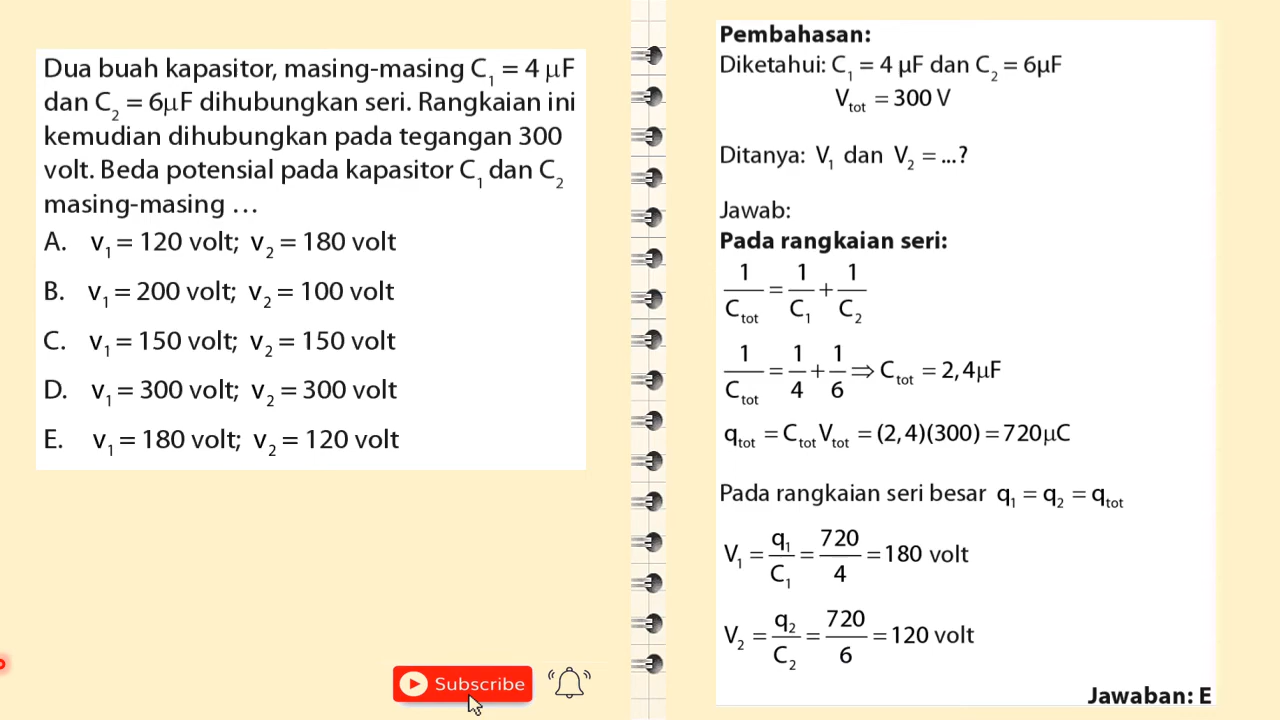 Dua buah kapasitor, masing-masing C₁ = 4 μF
dan C₂ = 6μF dihubungkan seri. Rangkaian ini
kemudian dihubungkan pada tegangan 300
volt. Beda potensial pada kapasitor C₁ dan C₂
masing-masing …
A. v₁ = 120 volt; v₂ = 180 volt
B. v₁ = 200 volt; v₂ = 100 volt
C. v₁ = 150 volt; v₂ = 150 volt
D. v₁ = 300 volt; v₂ = 300 volt
E. v₁ = 180 volt; v₂ = 120 volt
Subscribe
Pembahasan:
Diketahui: C₁ = 4 μF dan C₂ = 6μF
V_tot = 300 V
Ditanya: V₁ dan V₂ = ...?
Jawab:
Pada rangkaian seri:
1/C_tot = 1/C₁ + 1/C₂
1/C_tot = 1/4 + 1/6 ⇒ C_tot = 2,4μF
q_tot = C_tot V_tot = (2,4)(300) = 720μC
Pada rangkaian seri besar q₁ = q₂ = q_tot
V₁ = q₁/C₁ = 720/4 = 180 volt
V₂ = q₂/C₂ = 720/6 = 120 volt
Jawaban: E